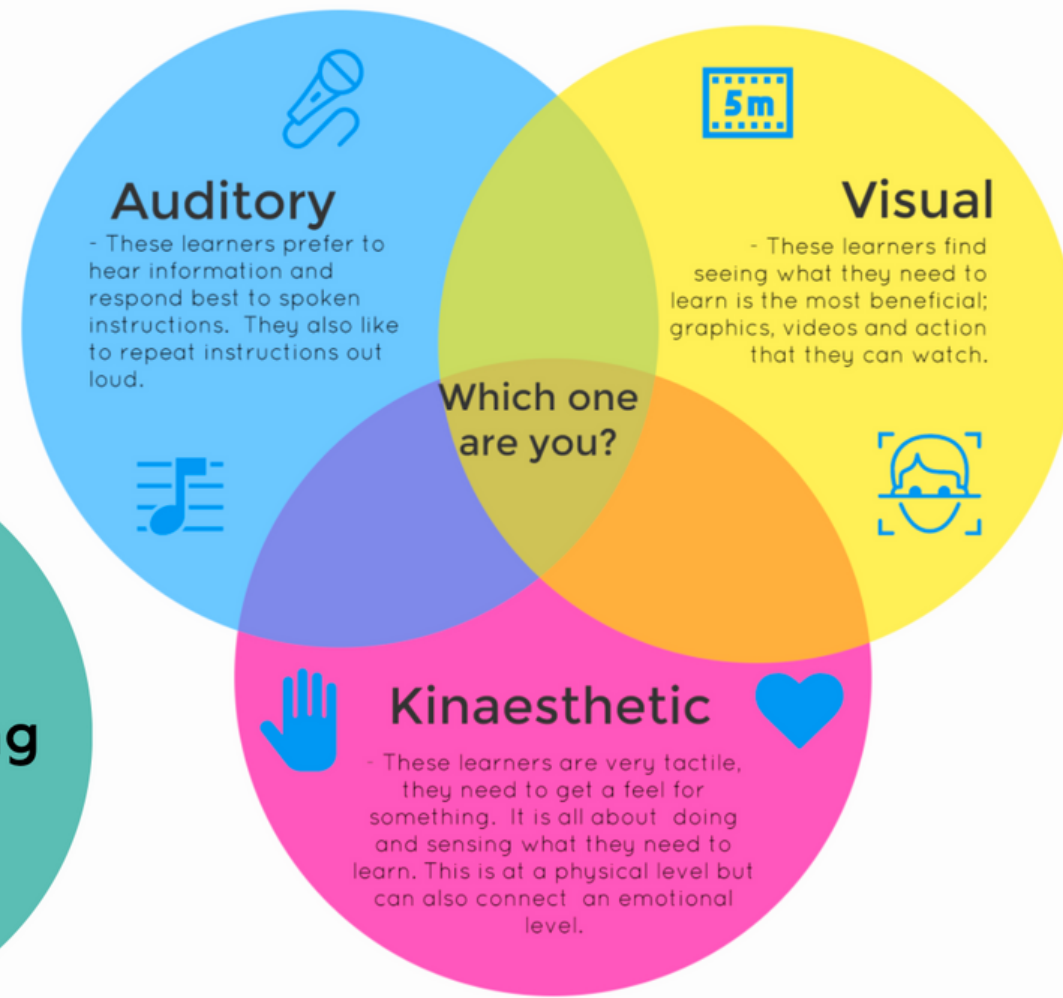 5m
Auditory
- These learners prefer to
hear information and
respond best to spoken
instructions. They also like
to repeat instructions out
loud.
Visual
- These learners find
seeing what they need to
learn is the most beneficial;
graphics, videos and action
that they can watch.
Which one
are you?
Kinaesthetic
- These learners are very tactile,
they need to get a feel for
something. It is all about doing
and sensing what they need to
learn. This is at a physical level but
can also connect an emotional
level.